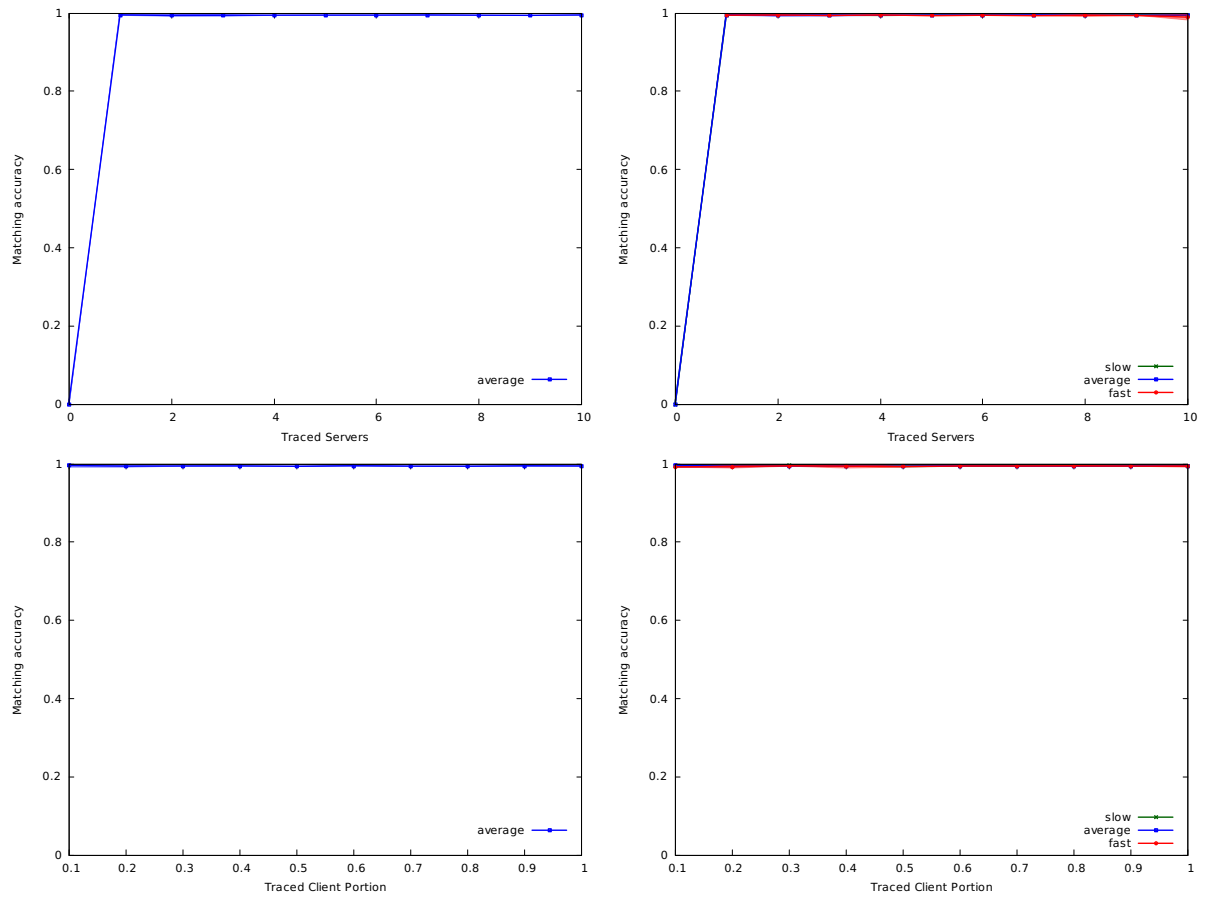 Matching accuracy
1
0.8
0.6
0.4
0.2
0
0 2 4 6 8 10
Traced Servers
average
Matching accuracy
1
0.8
0.6
0.4
0.2
0
0 2 4 6 8 10
Traced Servers
slow
average
fast
Matching accuracy
1
0.8
0.6
0.4
0.2
0
0.1 0.2 0.3 0.4 0.5 0.6 0.7 0.8 0.9 1
Traced Client Portion
average
Matching accuracy
1
0.8
0.6
0.4
0.2
0
0.1 0.2 0.3 0.4 0.5 0.6 0.7 0.8 0.9 1
Traced Client Portion
slow
average
fast